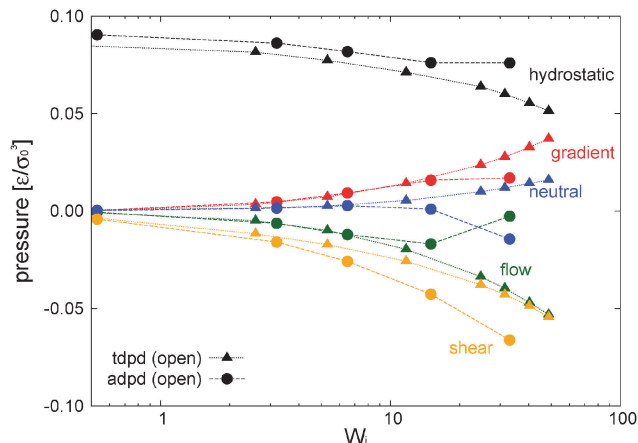 0.10
hydrostatic
0.05
gradient
neutral
0.00
pressure [ε/σ₀³]
flow
-0.05
shear
tdpd (open)
adpd (open)
-0.10
1 10 100
Wᵢ